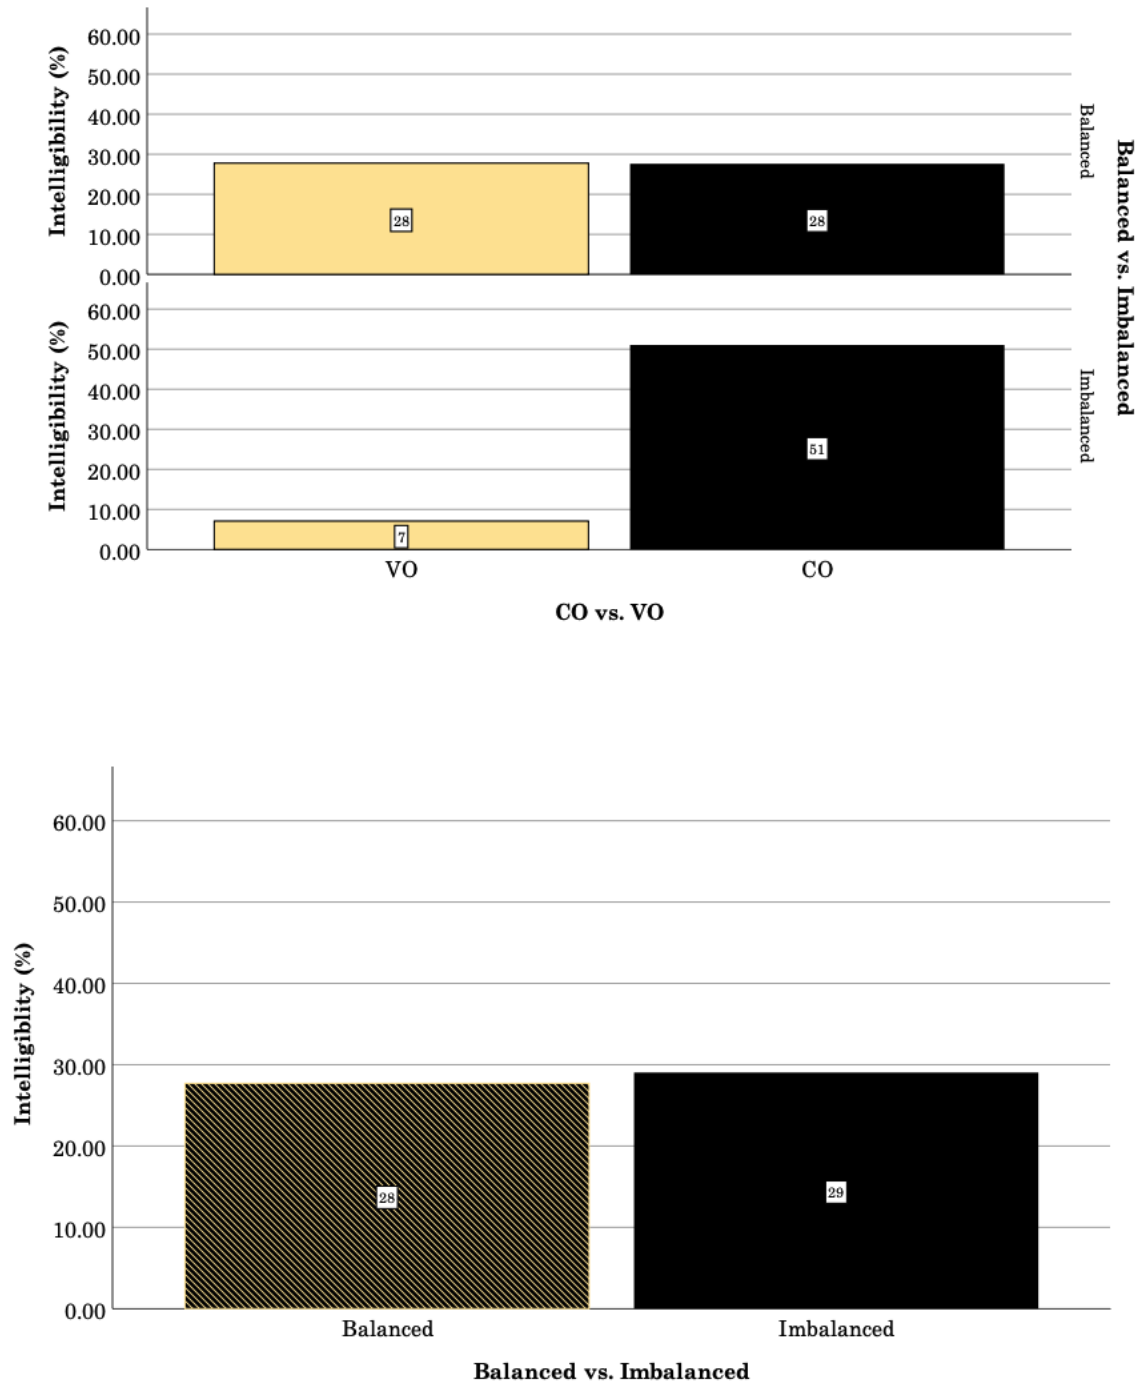 60.00
50.00
40.00
30.00
20.00
10.00
0.00
Intelligibility (%)
28
28
Balanced
60.00
50.00
40.00
30.00
20.00
10.00
0.00
Intelligibility (%)
7
51
Imbalanced
Balanced vs. Imbalanced
VO
CO
CO vs. VO
60.00
50.00
40.00
30.00
20.00
10.00
0.00
Intelligiblity (%)
28
29
Balanced
Imbalanced
Balanced vs. Imbalanced